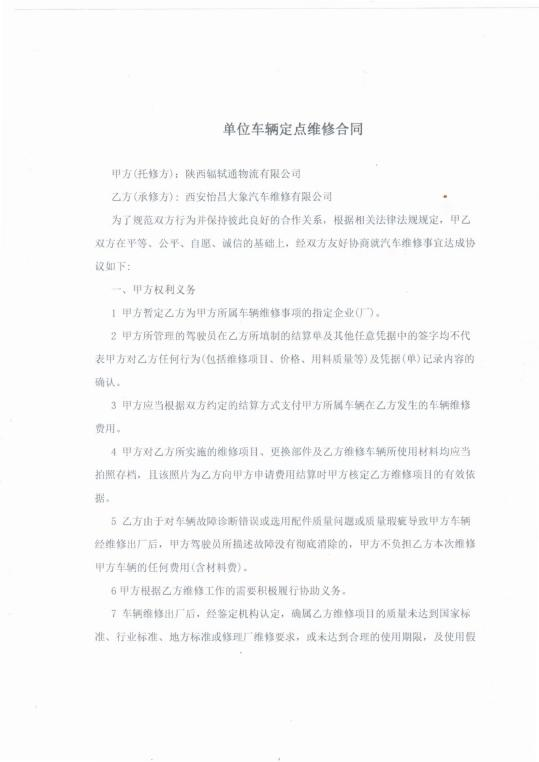 单位车辆定点维修合同
甲方(托修方)：陕西辐轼通物流有限公司
乙方(承修方)：西安怡昌大象汽车维修有限公司
为了规范双方行为并保持彼此良好的合作关系，根据相关法律法规规定，甲乙
双方在平等、公平、自愿、诚信的基础上，经双方友好协商就汽车维修事宜达成协
议如下：
一、甲方权利义务
1 甲方暂定乙方为甲方所属车辆维修事项的指定企业(厂)。
2 甲方所管理的驾驶员在乙方所填制的结算单及其他任意凭据中的签字均不代
表甲方对乙方任何行为(包括维修项目、价格、用料质量等)及凭据(单)记录内容的
确认。
3 甲方应当根据双方约定的结算方式支付甲方所属车辆在乙方发生的车辆维修
费用。
4 甲方对乙方所实施的维修项目、更换部件及乙方维修车辆所使用材料均应当
拍照存档，且该照片为乙方向甲方申请费用结算时甲方核定乙方维修项目的有效依
据。
5 乙方由于对车辆故障诊断错误或选用配件质量问题或质量瑕疵导致甲方车辆
经维修出厂后，甲方驾驶员所描述故障没有彻底消除的，甲方不负担乙方本次维修
甲方车辆的任何费用(含材料费)。
6 甲方根据乙方维修工作的需要积极履行协助义务。
7 车辆维修出厂后，经鉴定机构认定，确属乙方维修项目的质量未达到国家标
准、行业标准、地方标准或修理厂维修要求，或未达到合理的使用期限，及使用假